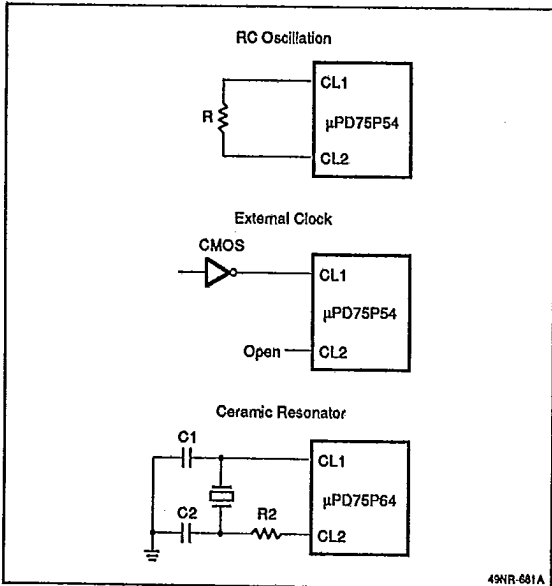 RC Oscillation
CL1
R
μPD75P54
CL2
External Clock
CMOS
CL1
μPD75P54
Open
CL2
Ceramic Resonator
C1
CL1
μPD75P64
C2
R2
CL2
49NR-681A